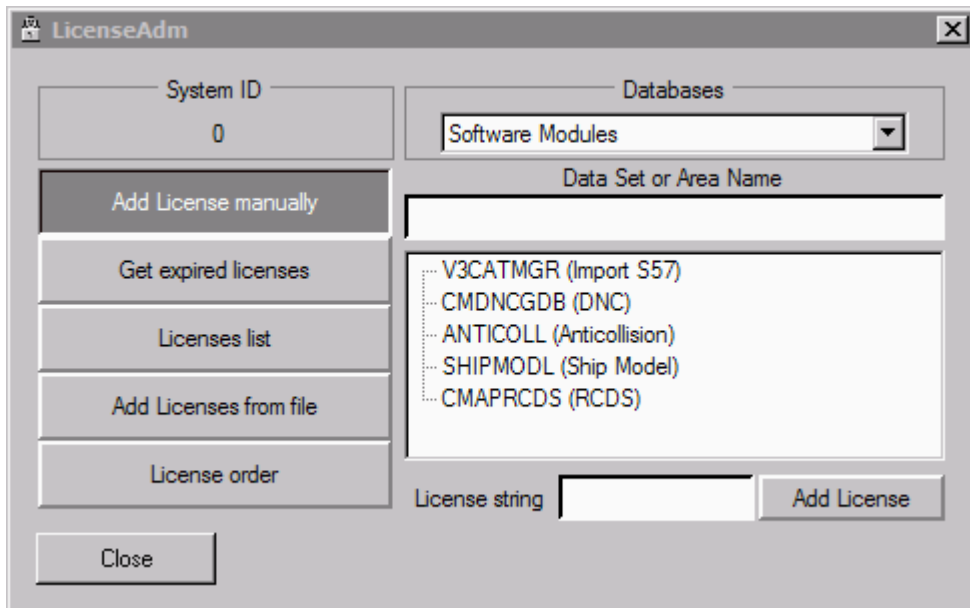 LicenseAdm
System ID
0
Databases
Software Modules
Add License manually
Get expired licenses
Licenses list
Add Licenses from file
License order
Close
Data Set or Area Name
V3CATMGR (Import S57)
CMDNCGDB (DNC)
ANTICOLL (Anticollision)
SHIPMODL (Ship Model)
CMAPRCDS (RCDS)
License string
Add License